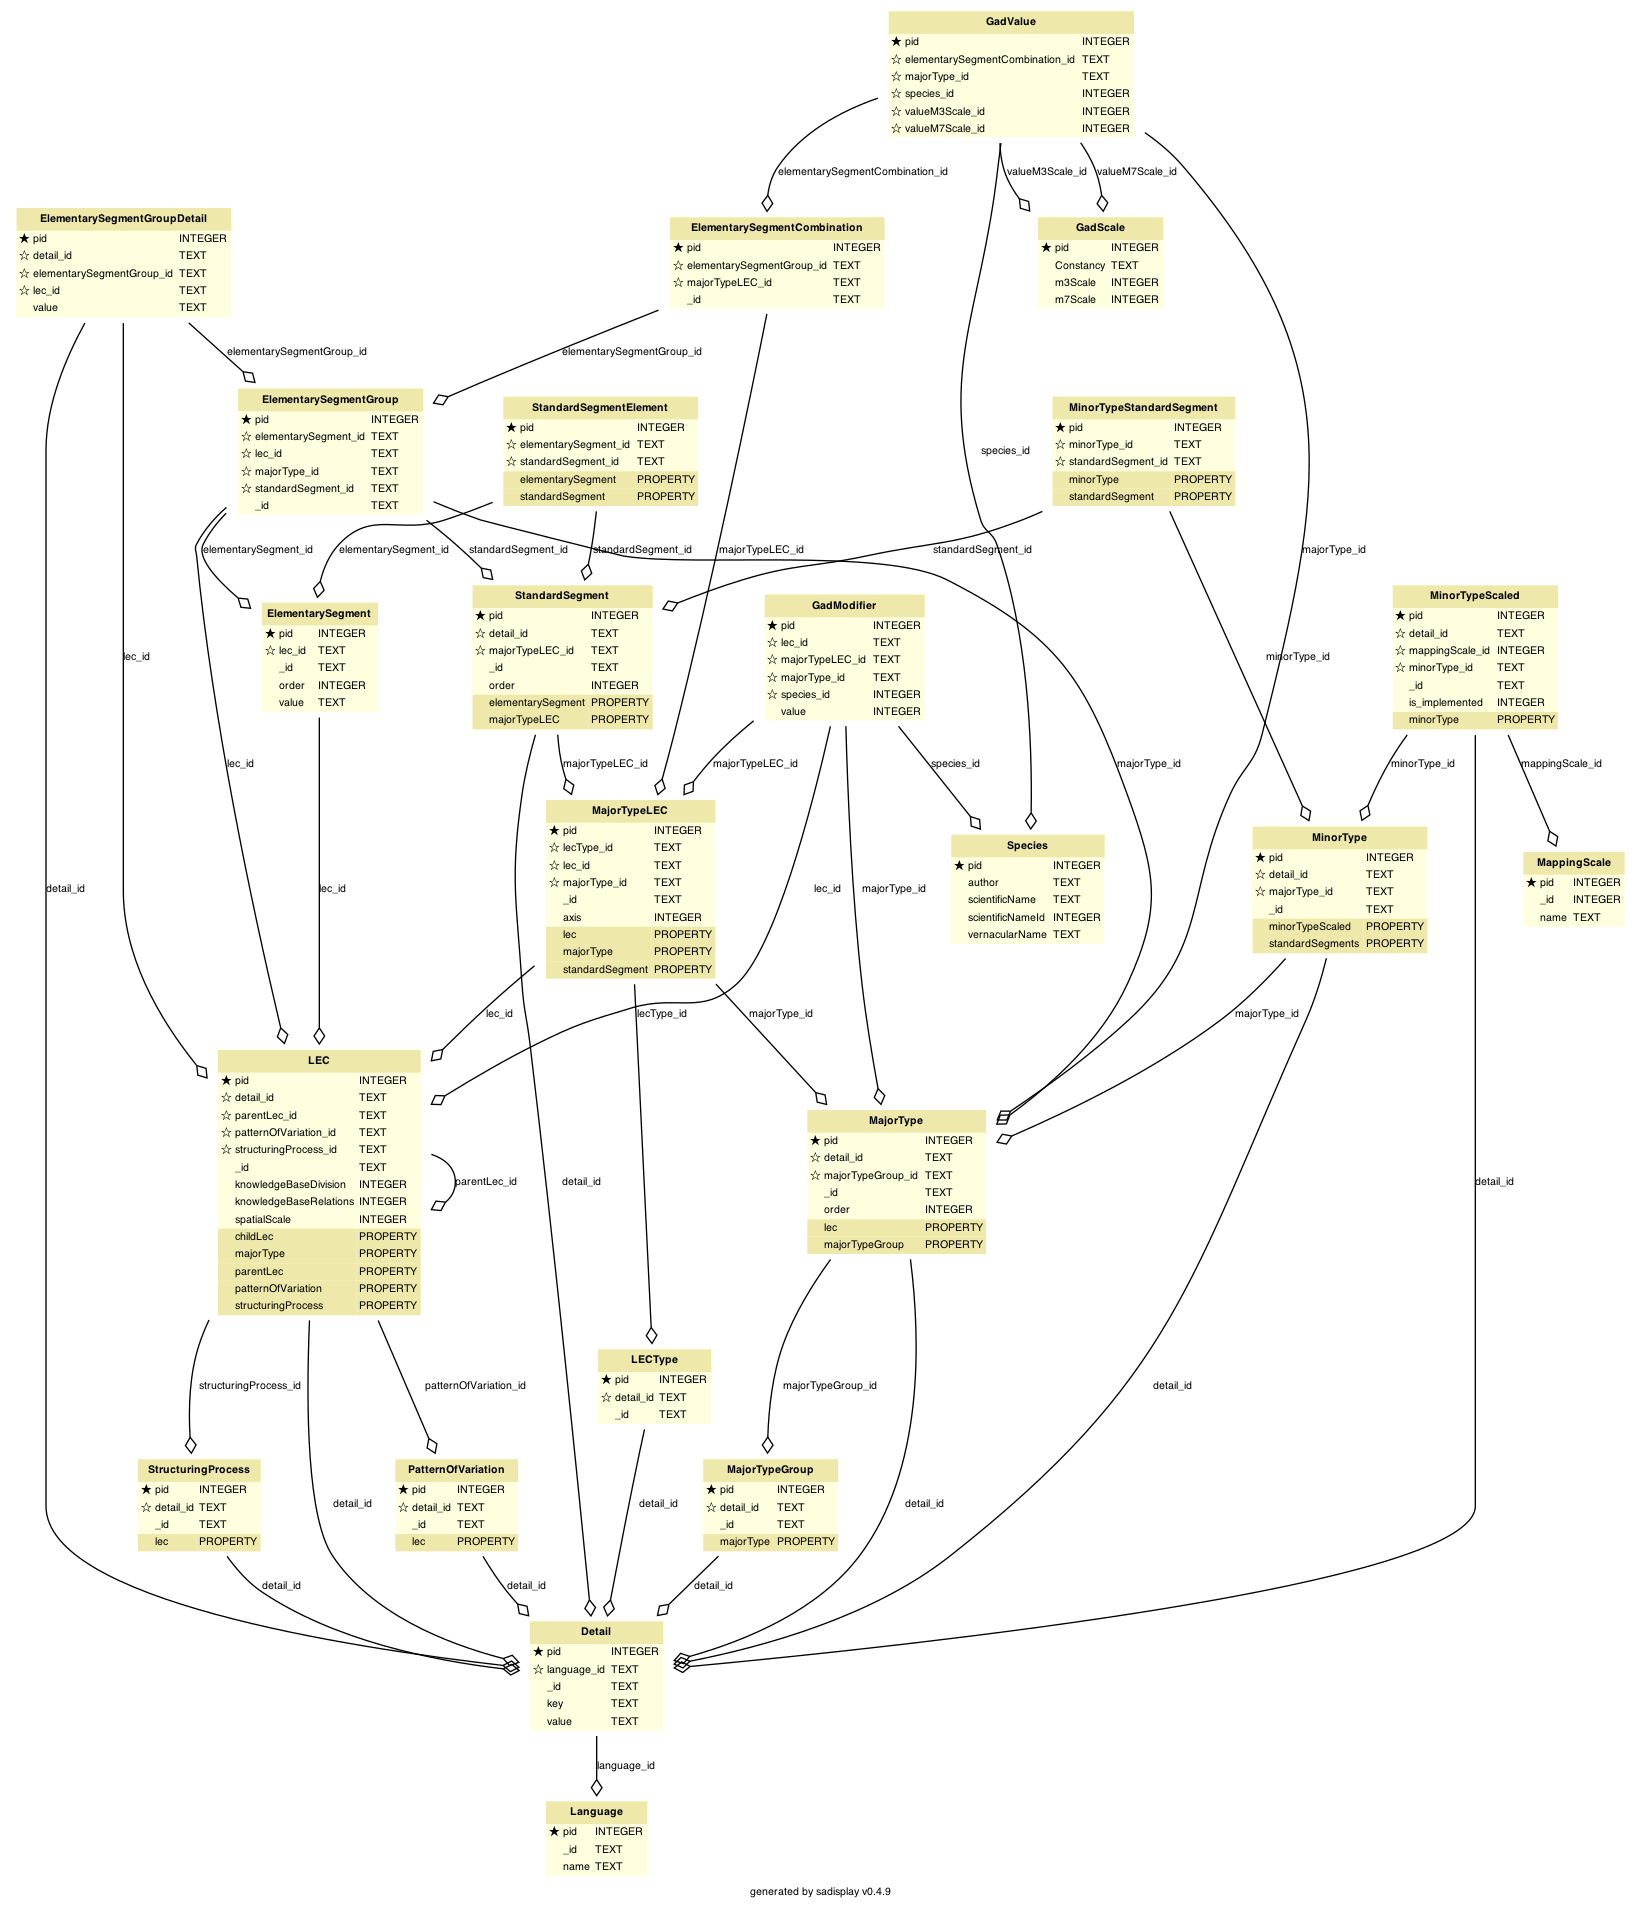 GadValue
★ pid INTEGER
☆ elementarySegmentCombination_id TEXT
☆ majorType_id TEXT
☆ species_id INTEGER
☆ valueM3Scale_id INTEGER
☆ valueM7Scale_id INTEGER
elementarySegmentCombination_id
valueM3Scale_id
valueM7Scale_id
ElementarySegmentGroupDetail
★ pid INTEGER
☆ detail_id TEXT
☆ elementarySegmentGroup_id TEXT
☆ lec_id TEXT
value TEXT
ElementarySegmentCombination
★ pid INTEGER
☆ elementarySegmentGroup_id TEXT
☆ majorTypeLEC_id TEXT
_id TEXT
GadScale
★ pid INTEGER
Constancy TEXT
m3Scale INTEGER
m7Scale INTEGER
elementarySegmentGroup_id
elementarySegmentGroup_id
ElementarySegmentGroup
★ pid INTEGER
☆ elementarySegment_id TEXT
☆ lec_id TEXT
☆ majorType_id TEXT
☆ standardSegment_id TEXT
_id TEXT
StandardSegmentElement
★ pid INTEGER
☆ elementarySegment_id TEXT
☆ standardSegment_id TEXT
elementarySegment PROPERTY
standardSegment PROPERTY
species_id
MinorTypeStandardSegment
★ pid INTEGER
☆ minorType_id TEXT
☆ standardSegment_id TEXT
minorType PROPERTY
standardSegment PROPERTY
elementarySegment_id
elementarySegment_id
standardSegment_id
standardSegment_id
majorTypeLEC_id
standardSegment_id
majorType_id
ElementarySegment
★ pid INTEGER
☆ lec_id TEXT
_id TEXT
order INTEGER
value TEXT
StandardSegment
★ pid INTEGER
☆ detail_id TEXT
☆ majorTypeLEC_id TEXT
_id TEXT
order INTEGER
elementarySegment PROPERTY
majorTypeLEC PROPERTY
GadModifier
★ pid INTEGER
☆ lec_id TEXT
☆ majorTypeLEC_id TEXT
☆ majorType_id TEXT
☆ species_id INTEGER
value INTEGER
MinorTypeScaled
★ pid INTEGER
☆ detail_id TEXT
☆ mappingScale_id INTEGER
☆ minorType_id TEXT
_id TEXT
is_implemented INTEGER
minorType PROPERTY
lec_id
minorType_id
lec_id
majorTypeLEC_id
majorTypeLEC_id
species_id
majorType_id
minorType_id
mappingScale_id
MajorTypeLEC
★ pid INTEGER
☆ lecType_id TEXT
☆ lec_id TEXT
☆ majorType_id TEXT
_id TEXT
axis INTEGER
lec PROPERTY
majorType PROPERTY
standardSegment PROPERTY
Species
★ pid INTEGER
author TEXT
scientificName TEXT
scientificNameId INTEGER
vernacularName TEXT
MinorType
★ pid INTEGER
☆ detail_id TEXT
☆ majorType_id TEXT
_id TEXT
minorTypeScaled PROPERTY
standardSegments PROPERTY
MappingScale
★ pid INTEGER
_id INTEGER
name TEXT
detail_id
lec_id
lec_id
majorType_id
lec_id
lecType_id
majorType_id
majorType_id
LEC
★ pid INTEGER
☆ detail_id TEXT
☆ parentLec_id TEXT
☆ patternOfVariation_id TEXT
☆ structuringProcess_id TEXT
_id TEXT
knowledgeBaseDivision INTEGER
knowledgeBaseRelations INTEGER
spatialScale INTEGER
childLec PROPERTY
majorType PROPERTY
parentLec PROPERTY
patternOfVariation PROPERTY
structuringProcess PROPERTY
parentLec_id
detail_id
MajorType
★ pid INTEGER
☆ detail_id TEXT
☆ majorTypeGroup_id TEXT
_id TEXT
order INTEGER
lec PROPERTY
majorTypeGroup PROPERTY
detail_id
structuringProcess_id
patternOfVariation_id
LECType
★ pid INTEGER
☆ detail_id TEXT
_id TEXT
majorTypeGroup_id
detail_id
StructuringProcess
★ pid INTEGER
☆ detail_id TEXT
_id TEXT
lec PROPERTY
detail_id
PatternOfVariation
★ pid INTEGER
☆ detail_id TEXT
_id TEXT
lec PROPERTY
detail_id
MajorTypeGroup
★ pid INTEGER
☆ detail_id TEXT
_id TEXT
majorType PROPERTY
detail_id
detail_id
detail_id
detail_id
Detail
★ pid INTEGER
☆ language_id TEXT
_id TEXT
key TEXT
value TEXT
language_id
Language
★ pid INTEGER
_id TEXT
name TEXT
generated by sadisplay v0.4.9